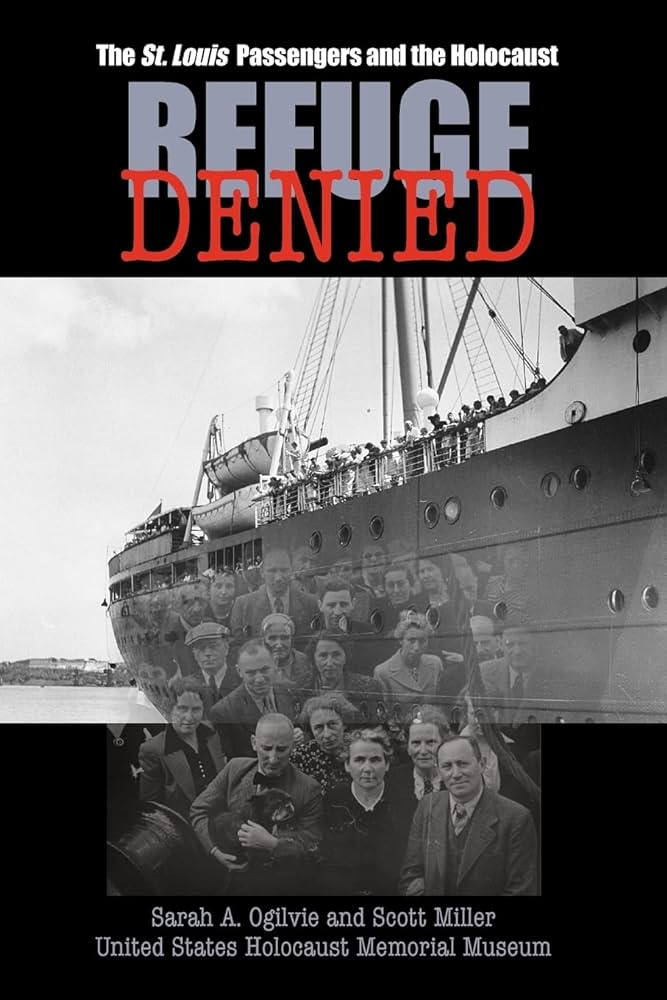 The St. Louis Passengers and the Holocaust
REFUGE
DENIED
Sarah A. Ogilvie and Scott Miller
United States Holocaust Memorial Museum